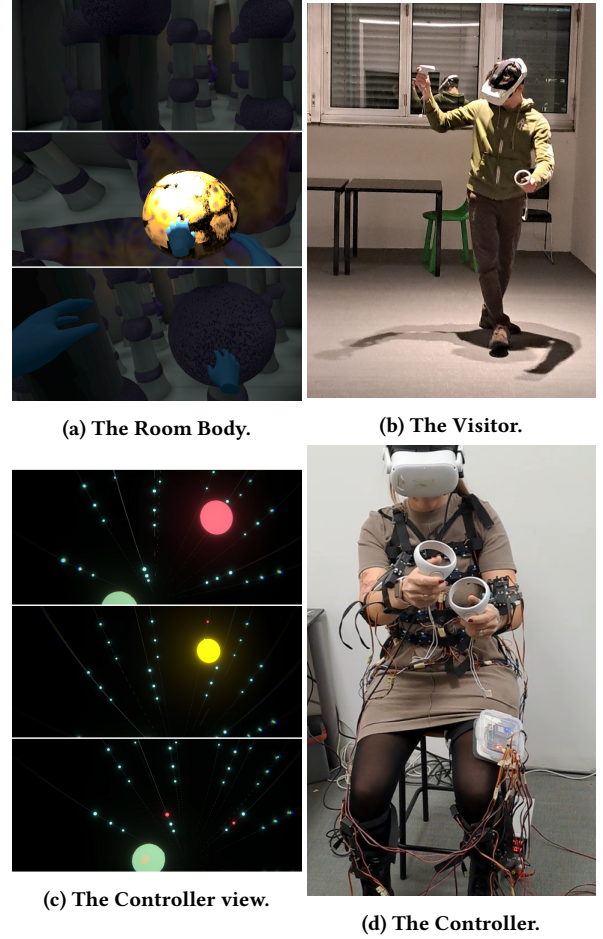 (a) The Room Body.
(b) The Visitor.
(c) The Controller view.
(d) The Controller.